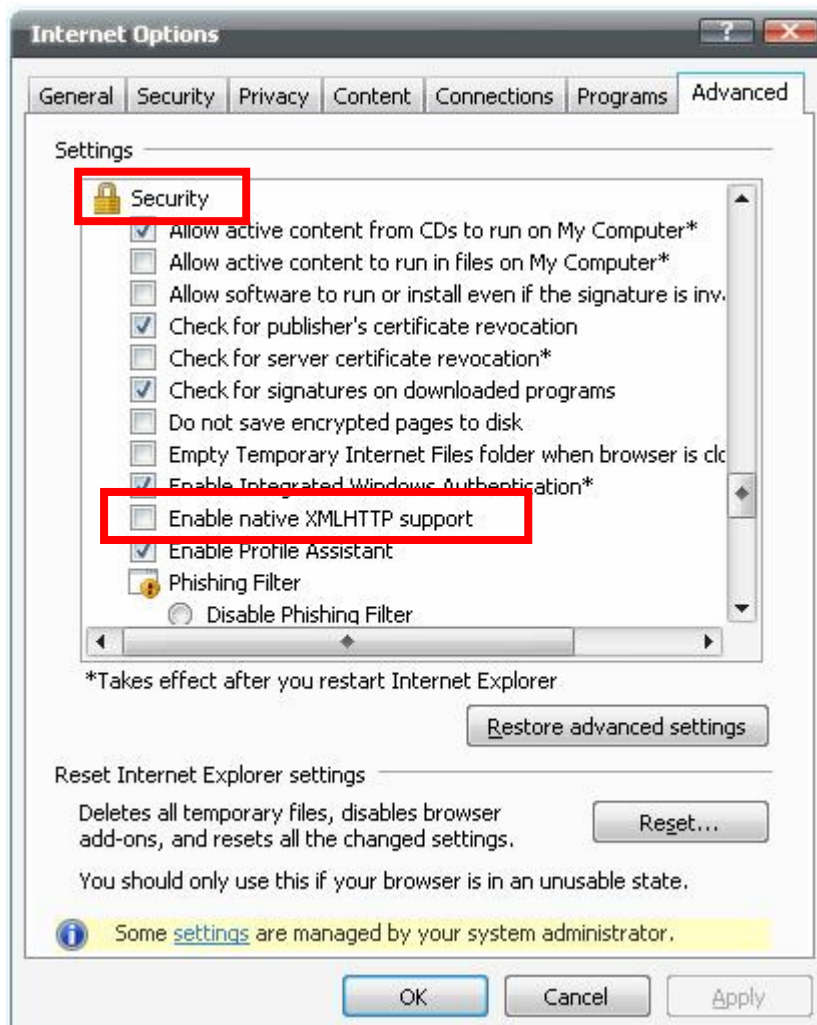 Internet Options
General Security Privacy Content Connections Programs Advanced
Settings
Security
Allow active content from CDs to run on My Computer*
Allow active content to run in files on My Computer*
Allow software to run or install even if the signature is
Check for publisher's certificate revocation
Check for server certificate revocation*
Check for signatures on downloaded programs
Do not save encrypted pages to disk
Empty Temporary Internet Files folder when browser is
Enable Integrated Windows Authentication*
Enable native XMLHTTP support
Enable Profile Assistant
Phishing Filter
Disable Phishing Filter
*Takes effect after you restart Internet Explorer
Restore advanced settings
Reset Internet Explorer settings
Deletes all temporary files, disables browser
add-ons, and resets all the changed settings.
Reset...
You should only use this if your browser is in an unusable state.
Some settings are managed by your system administrator.
OK Cancel Apply